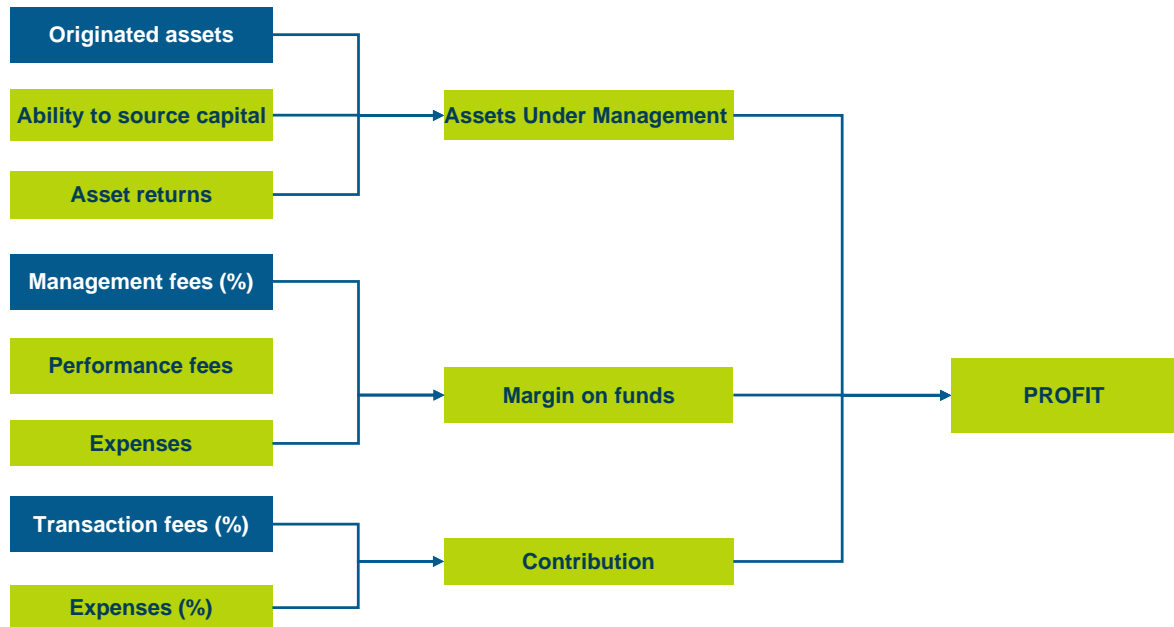 Originated assets
Ability to source capital
Asset returns
Management fees (%)
Performance fees
Expenses
Transaction fees (%)
Expenses (%)
Assets Under Management
Margin on funds
Contribution
PROFIT